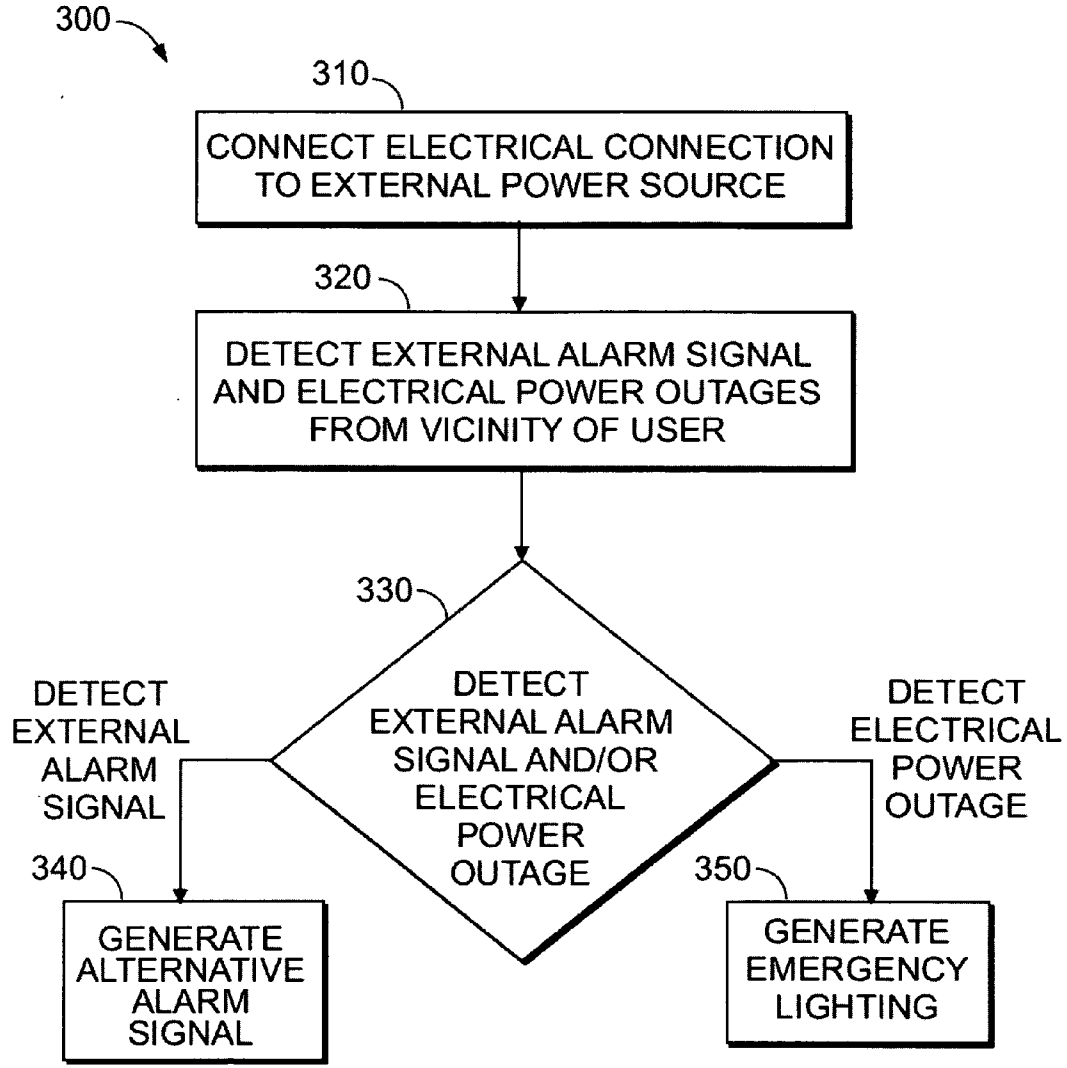 300
310
CONNECT ELECTRICAL CONNECTION
TO EXTERNAL POWER SOURCE
320
DETECT EXTERNAL ALARM SIGNAL
AND ELECTRICAL POWER OUTAGES
FROM VICINITY OF USER
330
DETECT
EXTERNAL ALARM
SIGNAL AND/OR
ELECTRICAL
POWER
OUTAGE
DETECT
EXTERNAL
ALARM
SIGNAL
DETECT
ELECTRICAL
POWER
OUTAGE
340
GENERATE
ALTERNATIVE
ALARM
SIGNAL
350
GENERATE
EMERGENCY
LIGHTING